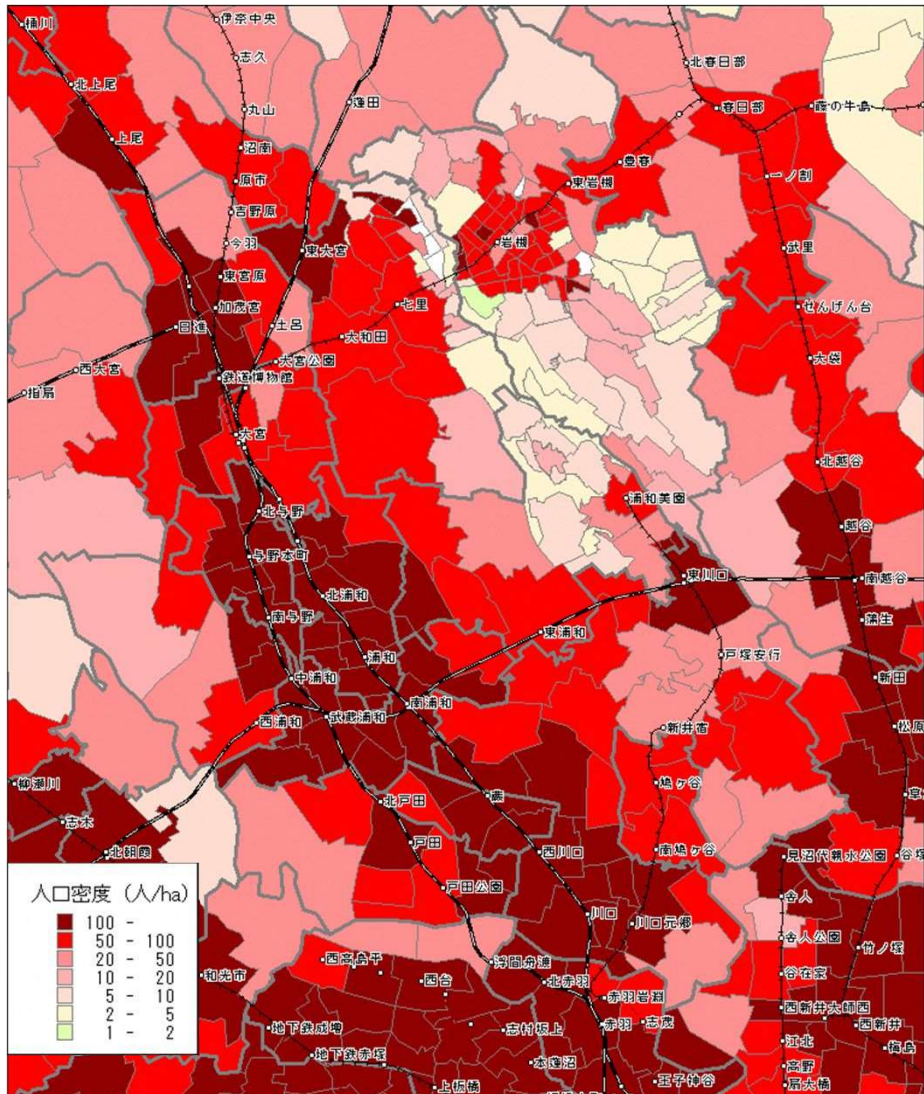 桶川
伊奈中央
志久
北上尾
北春日部
蓮田
春日部
藤の牛島
丸山
上尾
沼南
豊春
原市
東岩槻
一ノ割
吉野原
岩槻
今羽
東大宮
武里
東宮原
七里
加茂宮
せんげん台
日進
土呂
大和田
大宮公園
大袋
西大宮
鉄道博物館
指扇
大宮
北越谷
浦和美園
北与野
越谷
与野本町
東川口
南越谷
北浦和
南与野
蒲生
東浦和
戸塚安行
浦和
中浦和
新田
南浦和
武蔵浦和
西浦和
新井宿
松原
柳瀬川
鳩ヶ谷
蕨
北戸田
志木
戸田
南鳩ヶ谷
西川口
北朝霞
見沼代親水公園
谷塚
戸田公園
人口密度 (人/ha)
100 -
50 - 100
20 - 50
10 - 20
5 - 10
2 - 5
1 - 2
舎人
川口
川口元郷
舎人公園
竹ノ塚
西高島平
浮間舟渡
和光市
谷在家
西台
北赤羽
赤羽岩淵
西新井大師西
地下鉄成増
志村坂上
赤羽
志茂
西新井
江北
梅島
地下鉄赤塚
本蓮沼
高野
上板橋
王子神谷
扇大橋